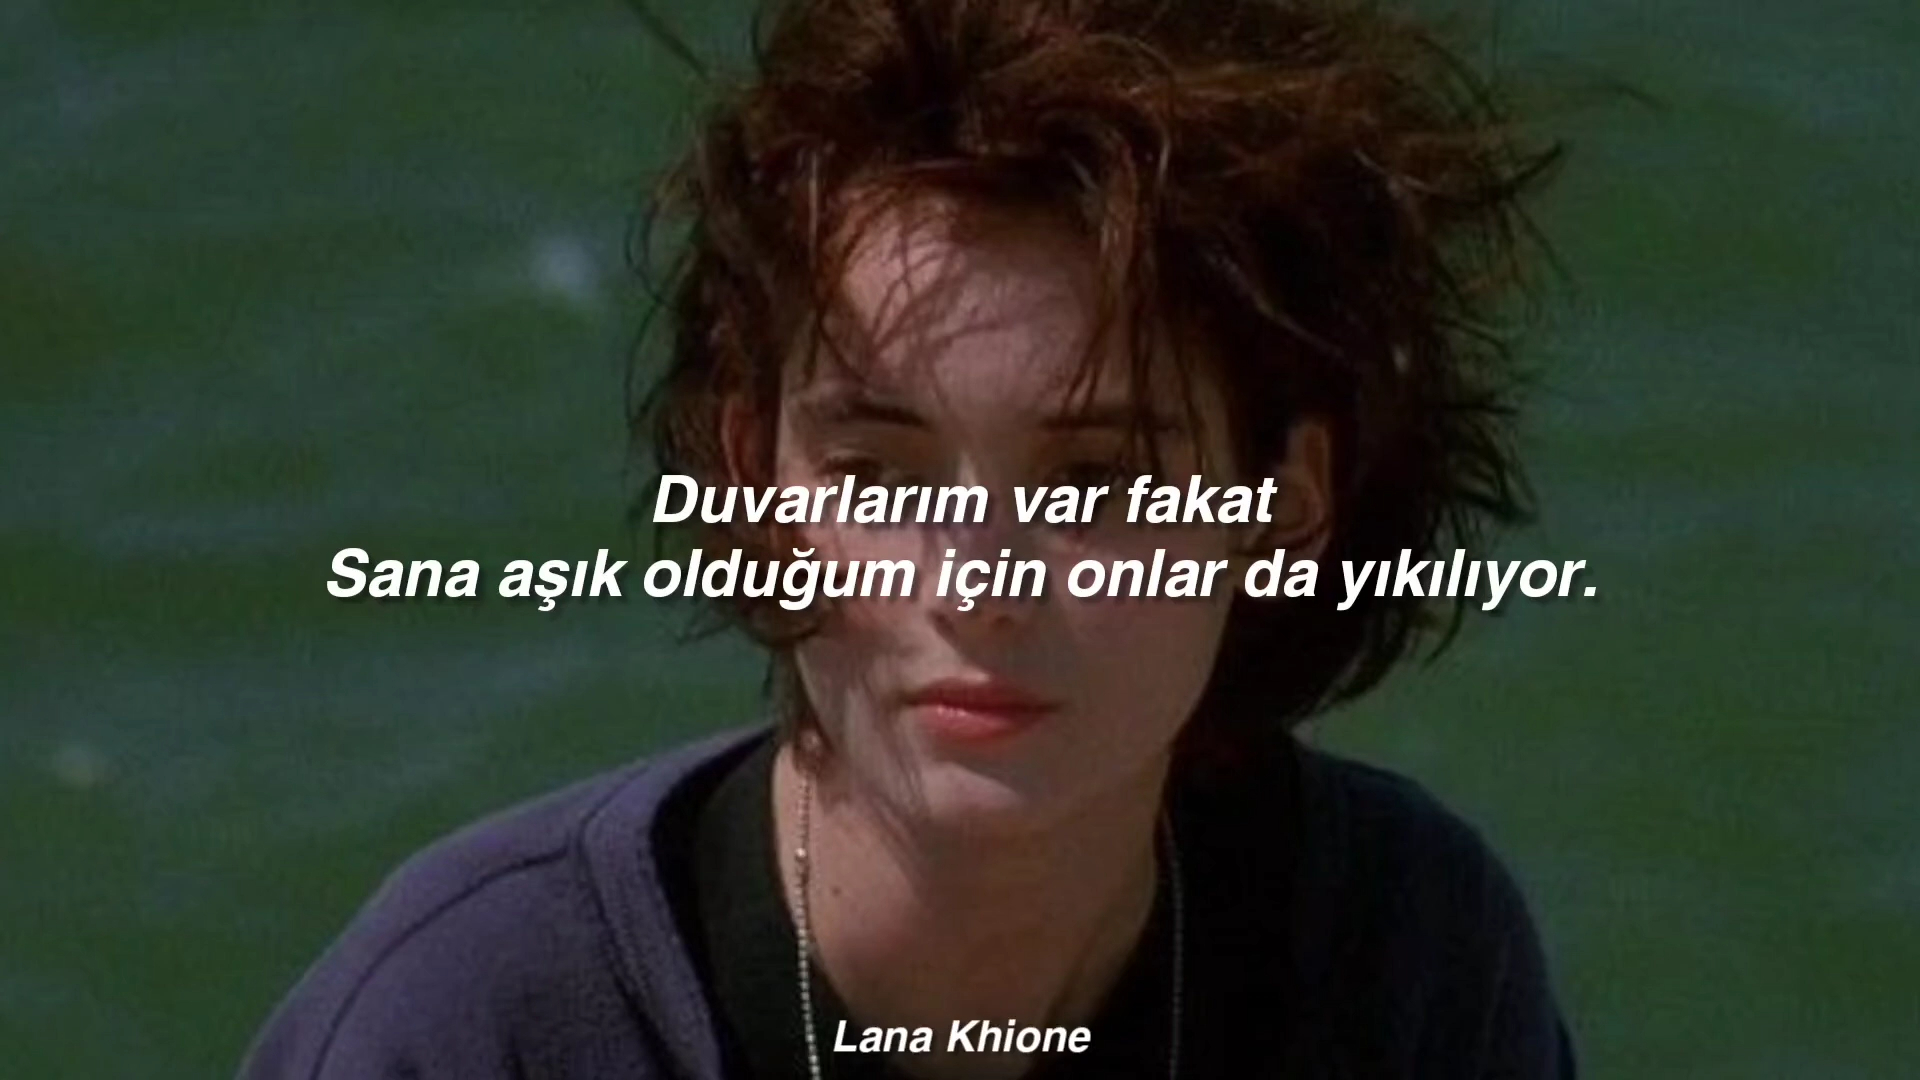 Duvarlarım var fakat
Sana aşık olduğum için onlar da yıkılıyor.
Lana Khione